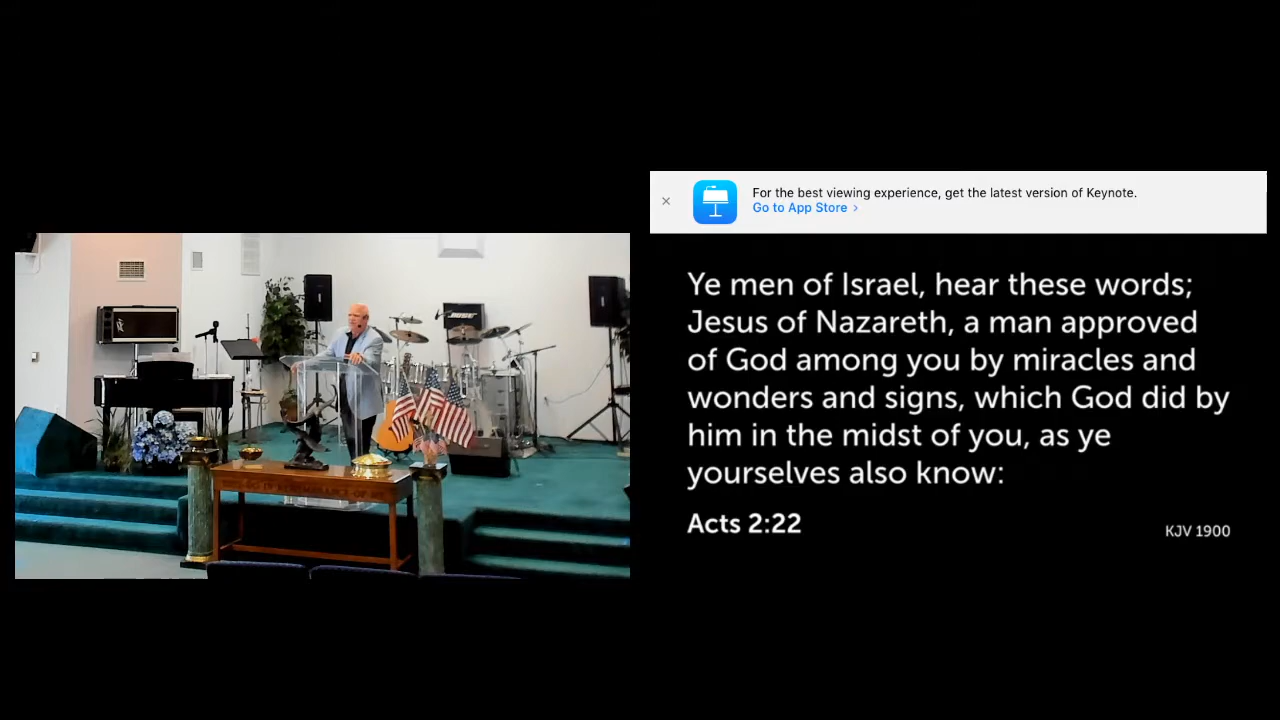 For the best viewing experience, get the latest version of Keynote.
Go to App Store >
Ye men of Israel, hear these words;
Jesus of Nazareth, a man approved
of God among you by miracles and
wonders and signs, which God did by
him in the midst of you, as ye
yourselves also know:
Acts 2:22
KJV 1900
BOSE